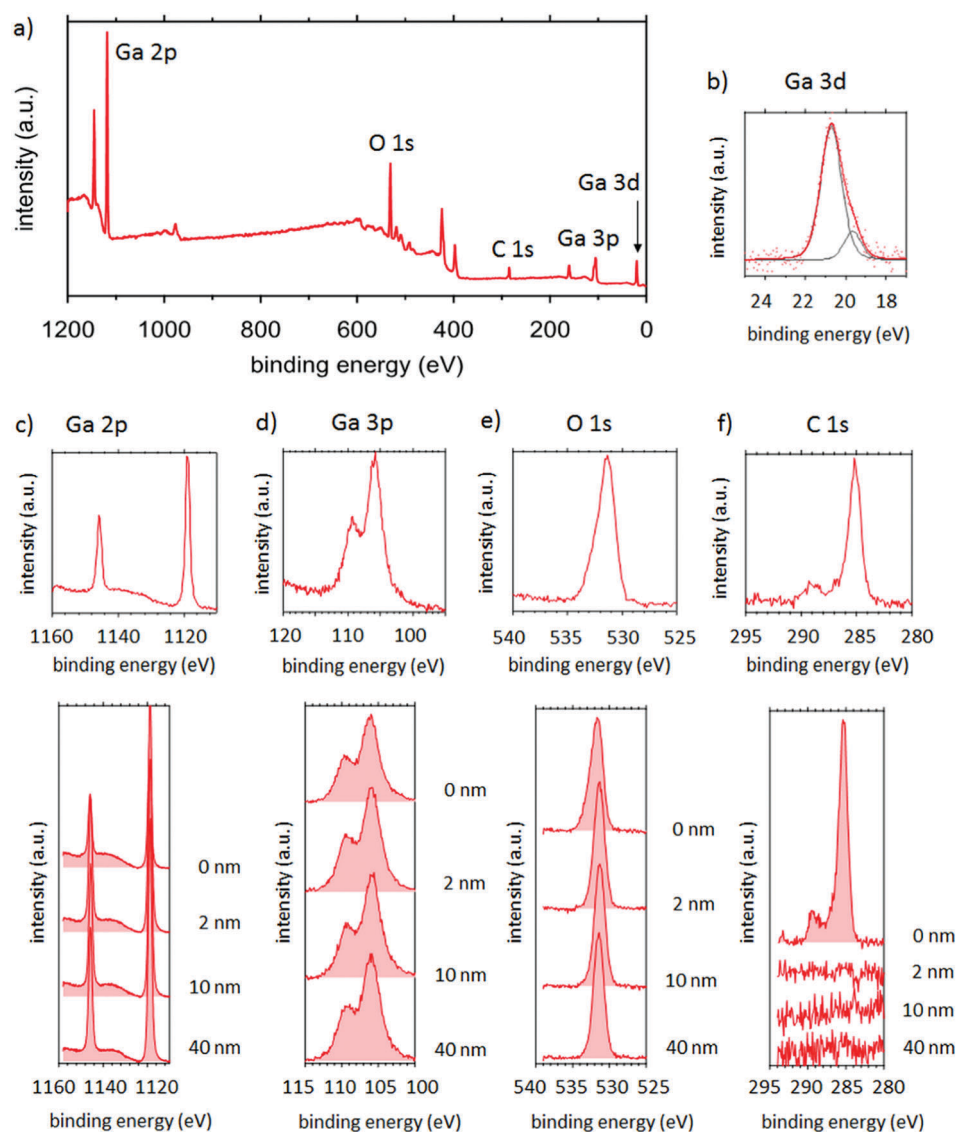 a)
Ga 2p
O 1s
Ga 3d
C 1s
Ga 3p
intensity (a.u.)
1200 1000 800 600 400 200 0
binding energy (eV)
b) Ga 3d
intensity (a.u.)
24 22 20 18
binding energy (eV)
c) Ga 2p
intensity (a.u.)
1160 1140 1120
binding energy (eV)
d) Ga 3p
intensity (a.u.)
120 110 100
binding energy (eV)
e) O 1s
intensity (a.u.)
540 535 530 525
binding energy (eV)
f) C 1s
intensity (a.u.)
295 290 285 280
binding energy (eV)
intensity (a.u.)
0 nm
2 nm
10 nm
40 nm
1160 1140 1120
binding energy (eV)
intensity (a.u.)
0 nm
2 nm
10 nm
40 nm
115 110 105 100
binding energy (eV)
intensity (a.u.)
0 nm
2 nm
10 nm
40 nm
540 535 530 525
binding energy (eV)
intensity (a.u.)
0 nm
2 nm
10 nm
40 nm
295 290 285 280
binding energy (eV)